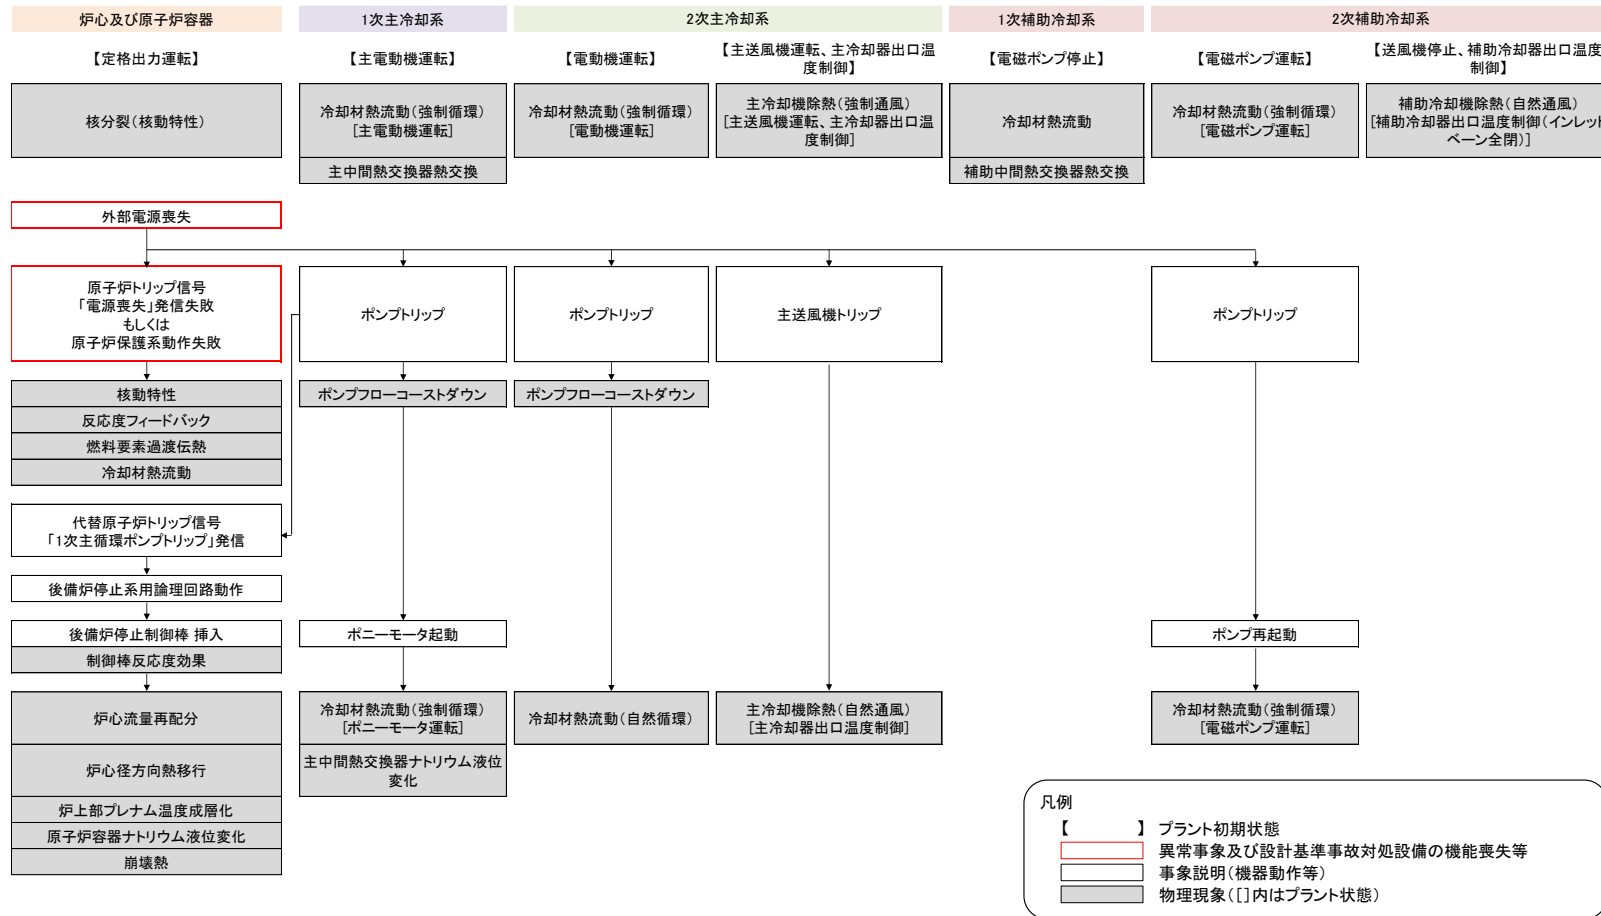 炉心及び原子炉容器
1次主冷却系
2次主冷却系
1次補助冷却系
2次補助冷却系
【定格出力運転】
【主電動機運転】
【電動機運転】
【主送風機運転、主冷却器出口温
度制御】
【電磁ポンプ停止】
【電磁ポンプ運転】
【送風機停止、補助冷却器出口温度
制御】
核分裂(核動特性)
冷却材熱流動(強制循環)
[主電動機運転]
冷却材熱流動(強制循環)
[電動機運転]
主冷却機除熱(強制通風)
[主送風機運転、主冷却器出口温
度制御]
冷却材熱流動
冷却材熱流動(強制循環)
[電磁ポンプ運転]
補助冷却機除熱(自然通風)
[補助冷却器出口温度制御(インレット
ベーン全閉)]
主中間熱交換器熱交換
補助中間熱交換器熱交換
外部電源喪失
原子炉トリップ信号
「電源喪失」発信失敗
もしくは
原子炉保護系動作失敗
ポンプトリップ
ポンプトリップ
主送風機トリップ
ポンプトリップ
核動特性
ポンプフローコーストダウン
ポンプフローコーストダウン
反応度フィードバック
燃料要素過渡伝熱
冷却材熱流動
代替原子炉トリップ信号
「1次主循環ポンプトリップ」発信
後備炉停止系用論理回路動作
後備炉停止制御棒 挿入
ポニーモータ起動
ポンプ再起動
制御棒反応度効果
炉心流量再配分
冷却材熱流動(強制循環)
[ポニーモータ運転]
冷却材熱流動(自然循環)
主冷却機除熱(自然通風)
[主冷却器出口温度制御]
冷却材熱流動(強制循環)
[電磁ポンプ運転]
炉心径方向熱移行
主中間熱交換器ナトリウム液位
変化
炉上部プレナム温度成層化
原子炉容器ナトリウム液位変化
崩壊熱
凡例
【 】 プラント初期状態
異常事象及び設計基準事故対処設備の機能喪失等
事象説明(機器動作等)
物理現象([]内はプラント状態)